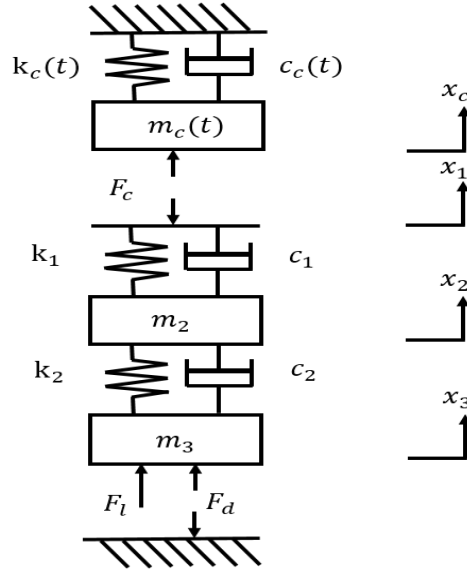 k_c(t) c_c(t)
m_c(t)
x_c
F_c
x_1
k_1 c_1
m_2
x_2
k_2 c_2
m_3
x_3
F_l F_d